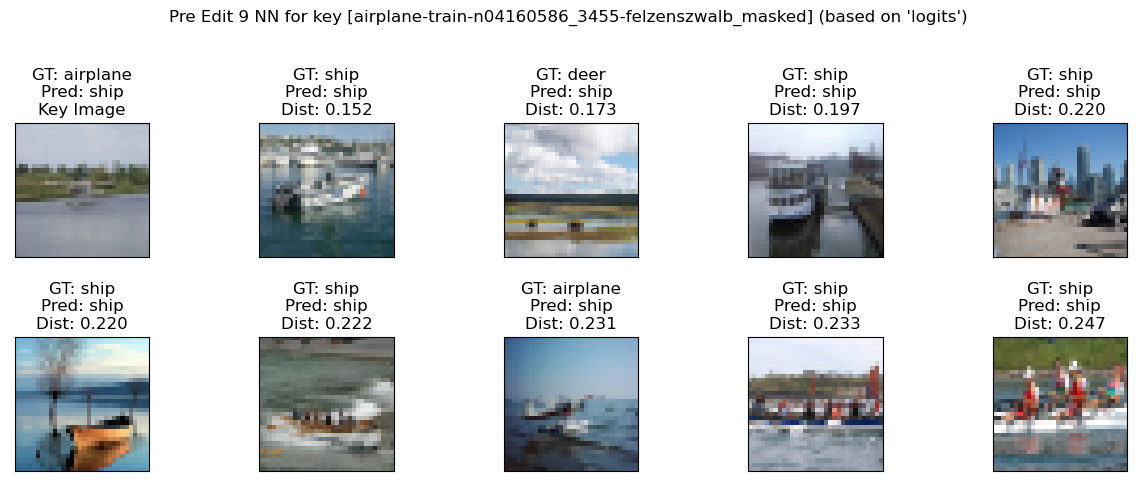 Pre Edit 9 NN for key [airplane-train-n04160586_3455-felzenszwalb_masked] (based on 'logits')
GT: airplane
Pred: ship
Key Image
GT: ship
Pred: ship
Dist: 0.152
GT: deer
Pred: ship
Dist: 0.173
GT: ship
Pred: ship
Dist: 0.197
GT: ship
Pred: ship
Dist: 0.220
GT: ship
Pred: ship
Dist: 0.220
GT: ship
Pred: ship
Dist: 0.222
GT: airplane
Pred: ship
Dist: 0.231
GT: ship
Pred: ship
Dist: 0.233
GT: ship
Pred: ship
Dist: 0.247